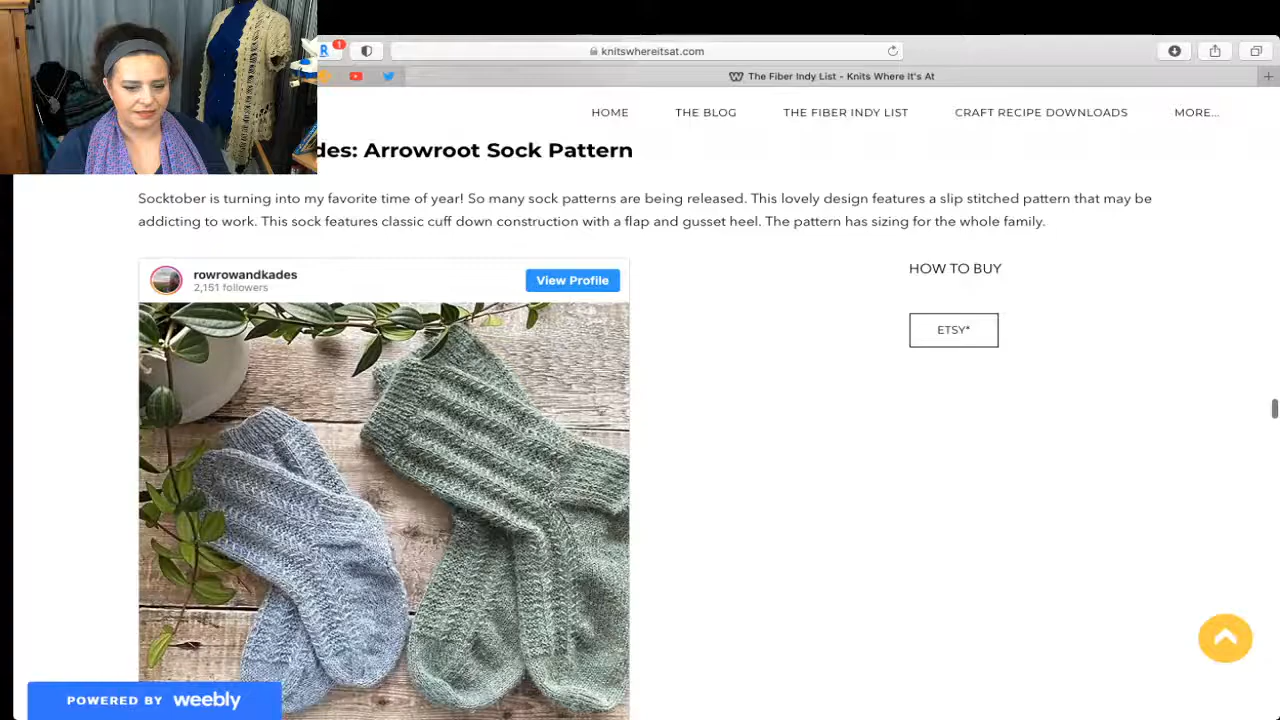 R
1
knitswhereitsat.com
The Fiber Indy List - Knits Where It's At
HOME THE BLOG THE FIBER INDY LIST CRAFT RECIPE DOWNLOADS MORE...
des: Arrowroot Sock Pattern
Socktober is turning into my favorite time of year! So many sock patterns are being released. This lovely design features a slip stitched pattern that may be
addicting to work. This sock features classic cuff down construction with a flap and gusset heel. The pattern has sizing for the whole family.
rowrowandkades
2,151 followers
View Profile
HOW TO BUY
ETSY*
POWERED BY weebly